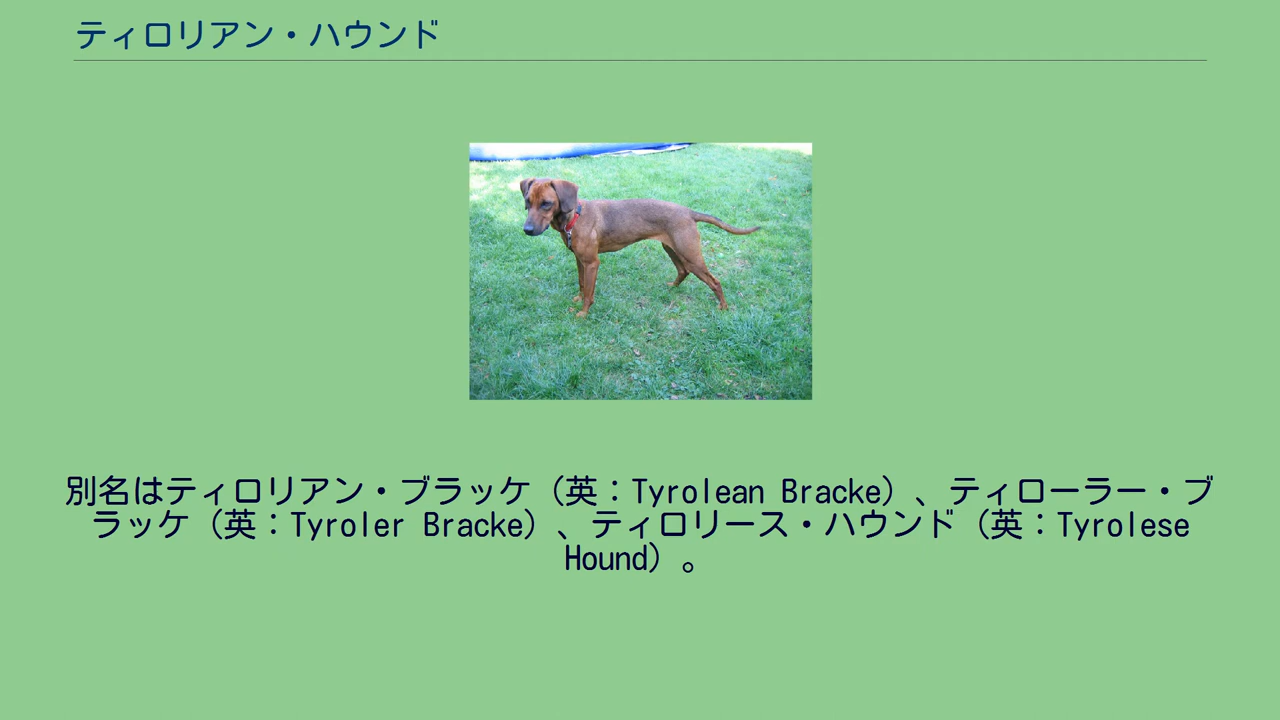 ティロリアン・ハウンド
別名はティロリアン・ブラッケ（英：Tyrolean Bracke）、ティローラー・ブ
ラッケ（英：Tyroler Bracke）、ティロリース・ハウンド（英：Tyrolese
Hound）。